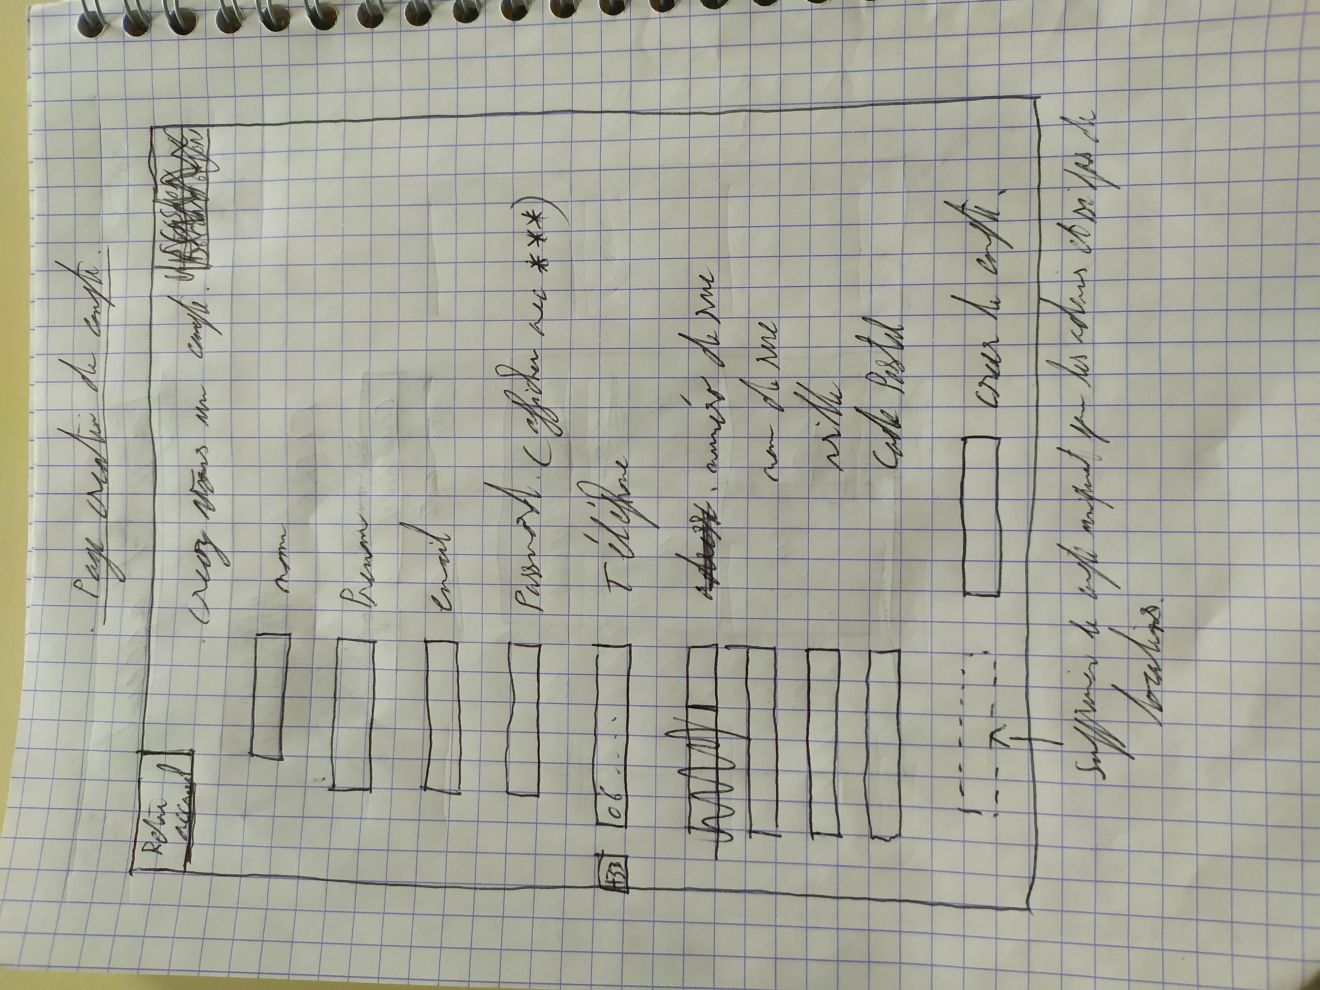 Page creation de compte.
Retour
accueil
creez vous un compte.
nom
Prenom
email
Password. (afficher avec ***)
+33
06 . . . .
Téléphone
numéro de rue
nom de rue
ville
Code Postal
creer le compte.
Supprimer le compte uniquement pour les admins et si pas de
locations.